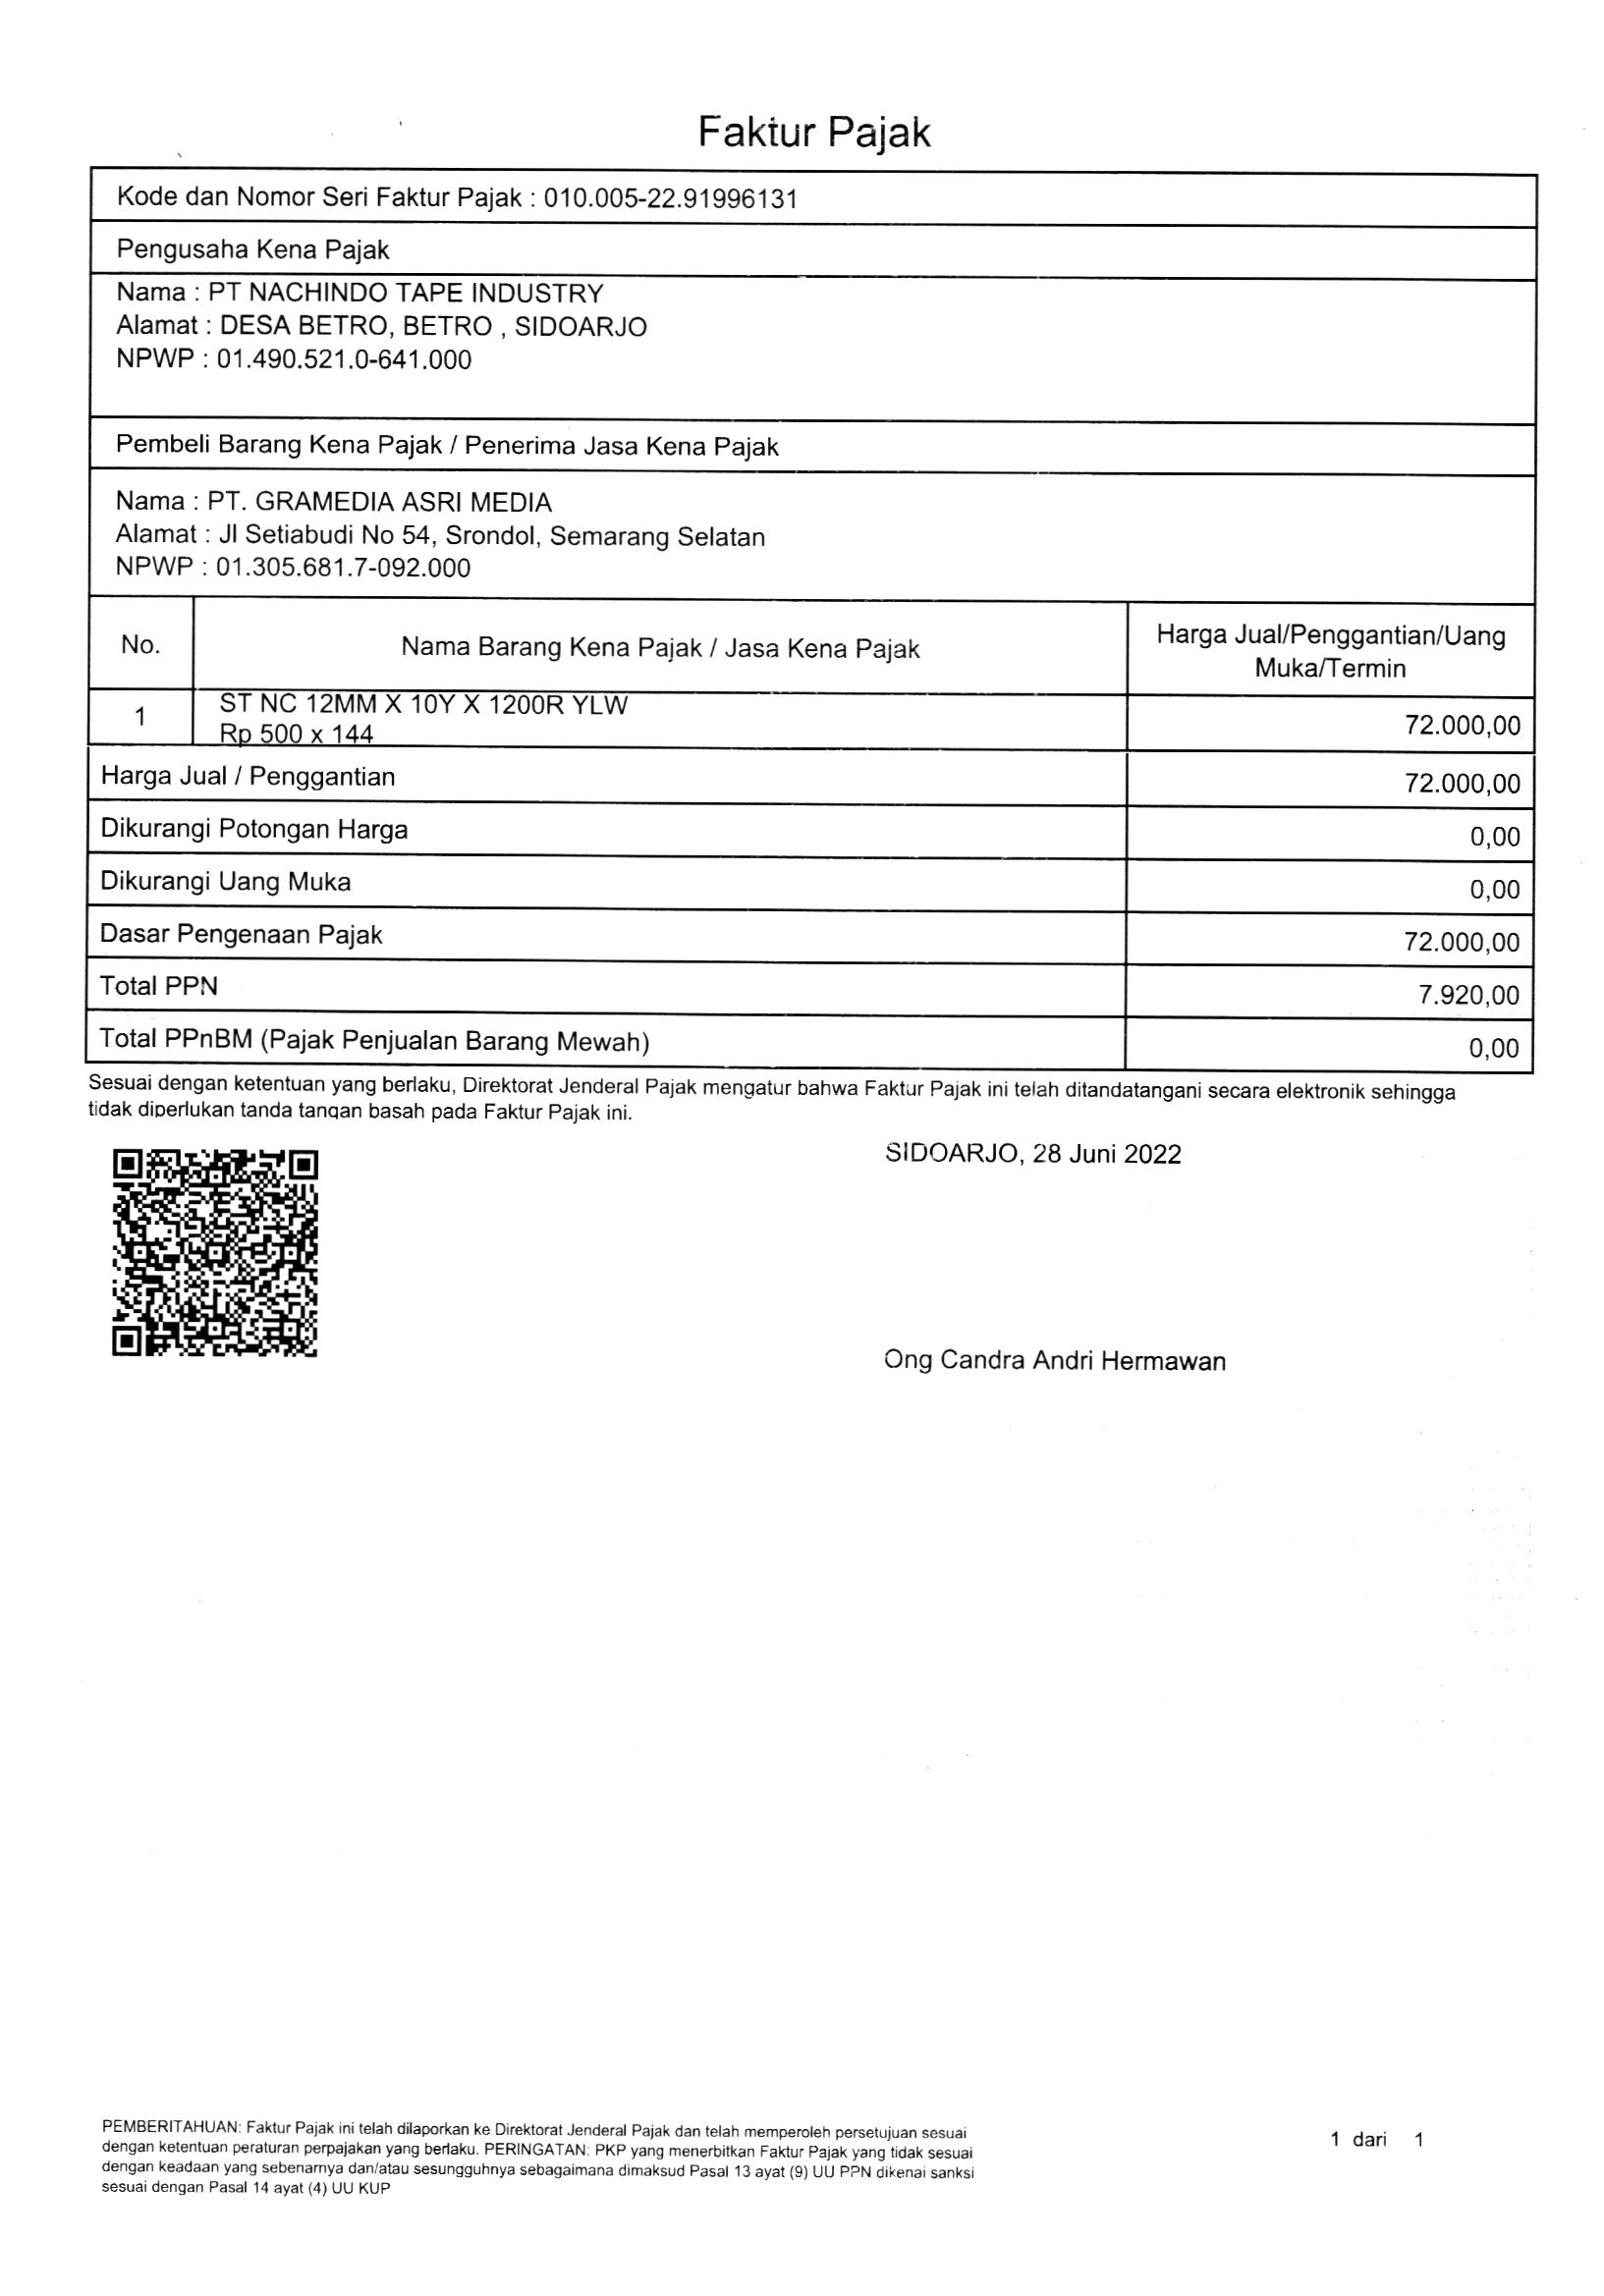 Faktur Pajak
Kode dan Nomor Seri Faktur Pajak : 010.005-22.91996131
Pengusaha Kena Pajak
Nama : PT NACHINDO TAPE INDUSTRY
Alamat : DESA BETRO, BETRO , SIDOARJO
NPWP : 01.490.521.0-641.000
Pembeli Barang Kena Pajak / Penerima Jasa Kena Pajak
Nama : PT. GRAMEDIA ASRI MEDIA
Alamat : Jl Setiabudi No 54, Srondol, Semarang Selatan
NPWP : 01.305.681.7-092.000
No.
Nama Barang Kena Pajak / Jasa Kena Pajak
Harga Jual/Penggantian/Uang
Muka/Termin
1
ST NC 12MM X 10Y X 1200R YLW
Rp 500 x 144
72.000,00
Harga Jual / Penggantian 72.000,00
Dikurangi Potongan Harga 0,00
Dikurangi Uang Muka 0,00
Dasar Pengenaan Pajak 72.000,00
Total PPN 7.920,00
Total PPnBM (Pajak Penjualan Barang Mewah) 0,00
Sesuai dengan ketentuan yang berlaku, Direktorat Jenderal Pajak mengatur bahwa Faktur Pajak ini telah ditandatangani secara elektronik sehingga
tidak diperlukan tanda tangan basah pada Faktur Pajak ini.
SIDOARJO, 28 Juni 2022
Ong Candra Andri Hermawan
PEMBERITAHUAN: Faktur Pajak ini telah dilaporkan ke Direktorat Jenderal Pajak dan telah memperoleh persetujuan sesuai
dengan ketentuan peraturan perpajakan yang berlaku. PERINGATAN: PKP yang menerbitkan Faktur Pajak yang tidak sesuai
dengan keadaan yang sebenarnya dan/atau sesungguhnya sebagaimana dimaksud Pasal 13 ayat (9) UU PPN dikenai sanksi
sesuai dengan Pasal 14 ayat (4) UU KUP
1 dari 1